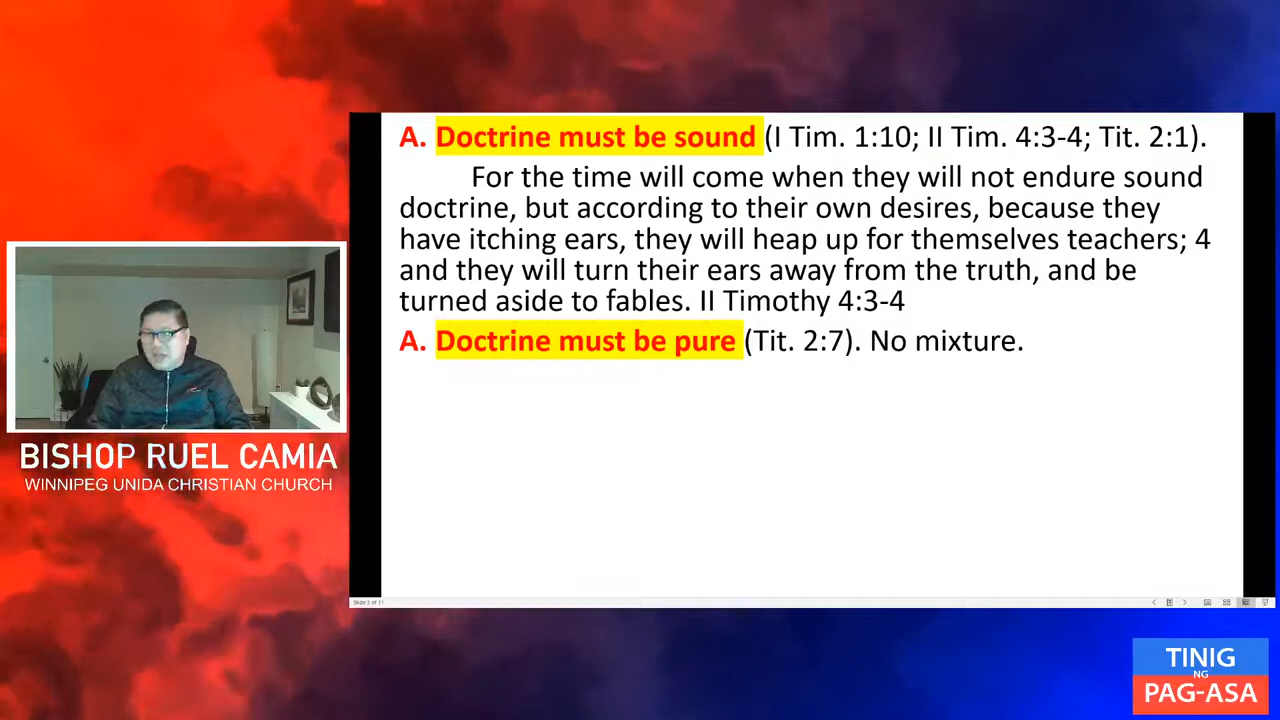 A. Doctrine must be sound (I Tim. 1:10; II Tim. 4:3-4; Tit. 2:1).
For the time will come when they will not endure sound
doctrine, but according to their own desires, because they
have itching ears, they will heap up for themselves teachers; 4
and they will turn their ears away from the truth, and be
turned aside to fables. II Timothy 4:3-4
A. Doctrine must be pure (Tit. 2:7). No mixture.
BISHOP RUEL CAMIA
WINNIPEG UNIDA CHRISTIAN CHURCH
Slide 3 of 11
TINIG
NG
PAG-ASA